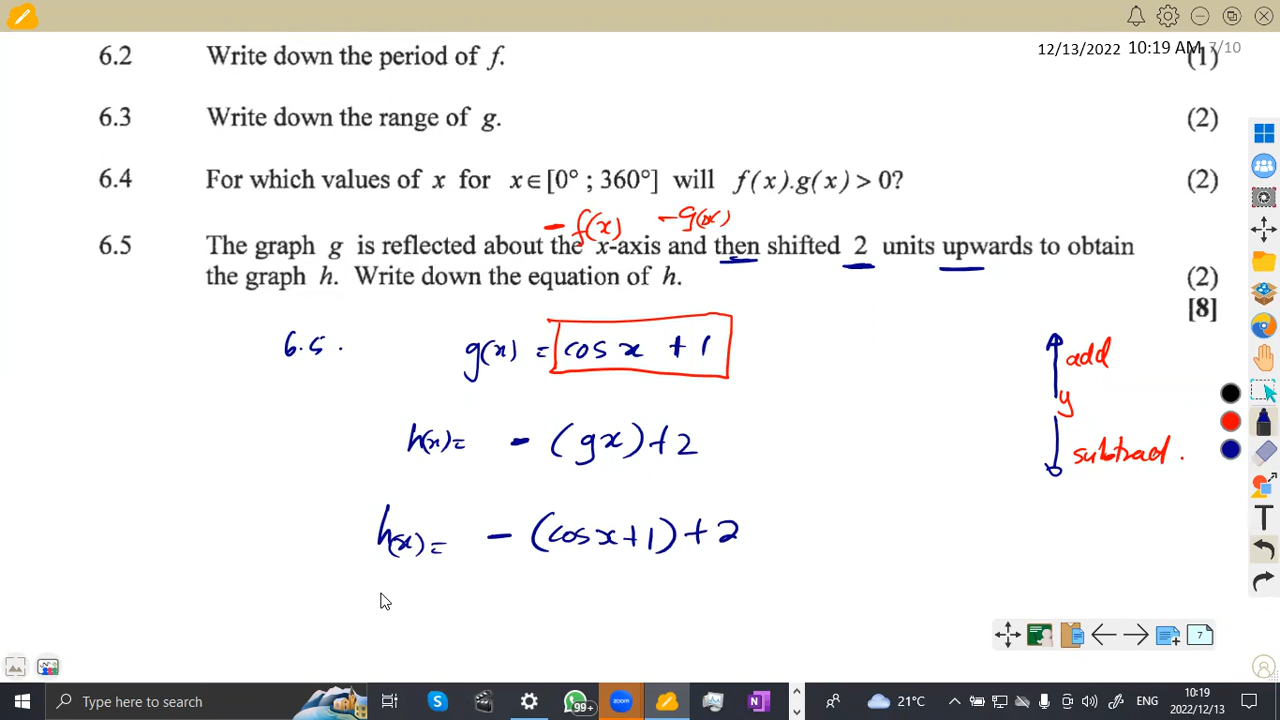 12/13/2022 10:19 AM 7/10
6.2 Write down the period of f. (1)
6.3 Write down the range of g. (2)
6.4 For which values of x for x∈[0° ; 360°] will f(x).g(x) > 0? (2)
- f(x) -g(x)
6.5 The graph g is reflected about the x-axis and then shifted 2 units upwards to obtain
the graph h. Write down the equation of h. (2)
[8]
6.5. g(x) = cos x + 1
add
y
subtract.
h(x)= - (gx)+2
h(x)= - (cosx+1)+2
7
T
Type here to search
99+
zoom
21°C
ENG
10:19
2022/12/13